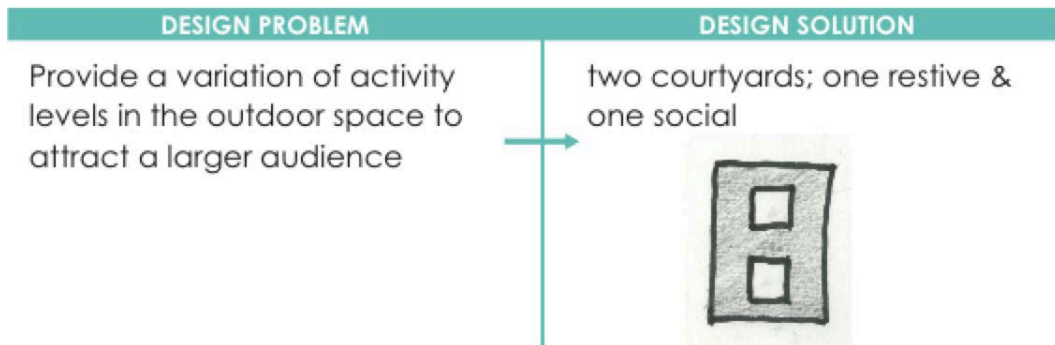 DESIGN PROBLEM
DESIGN SOLUTION
Provide a variation of activity
levels in the outdoor space to
attract a larger audience
two courtyards; one restive &
one social